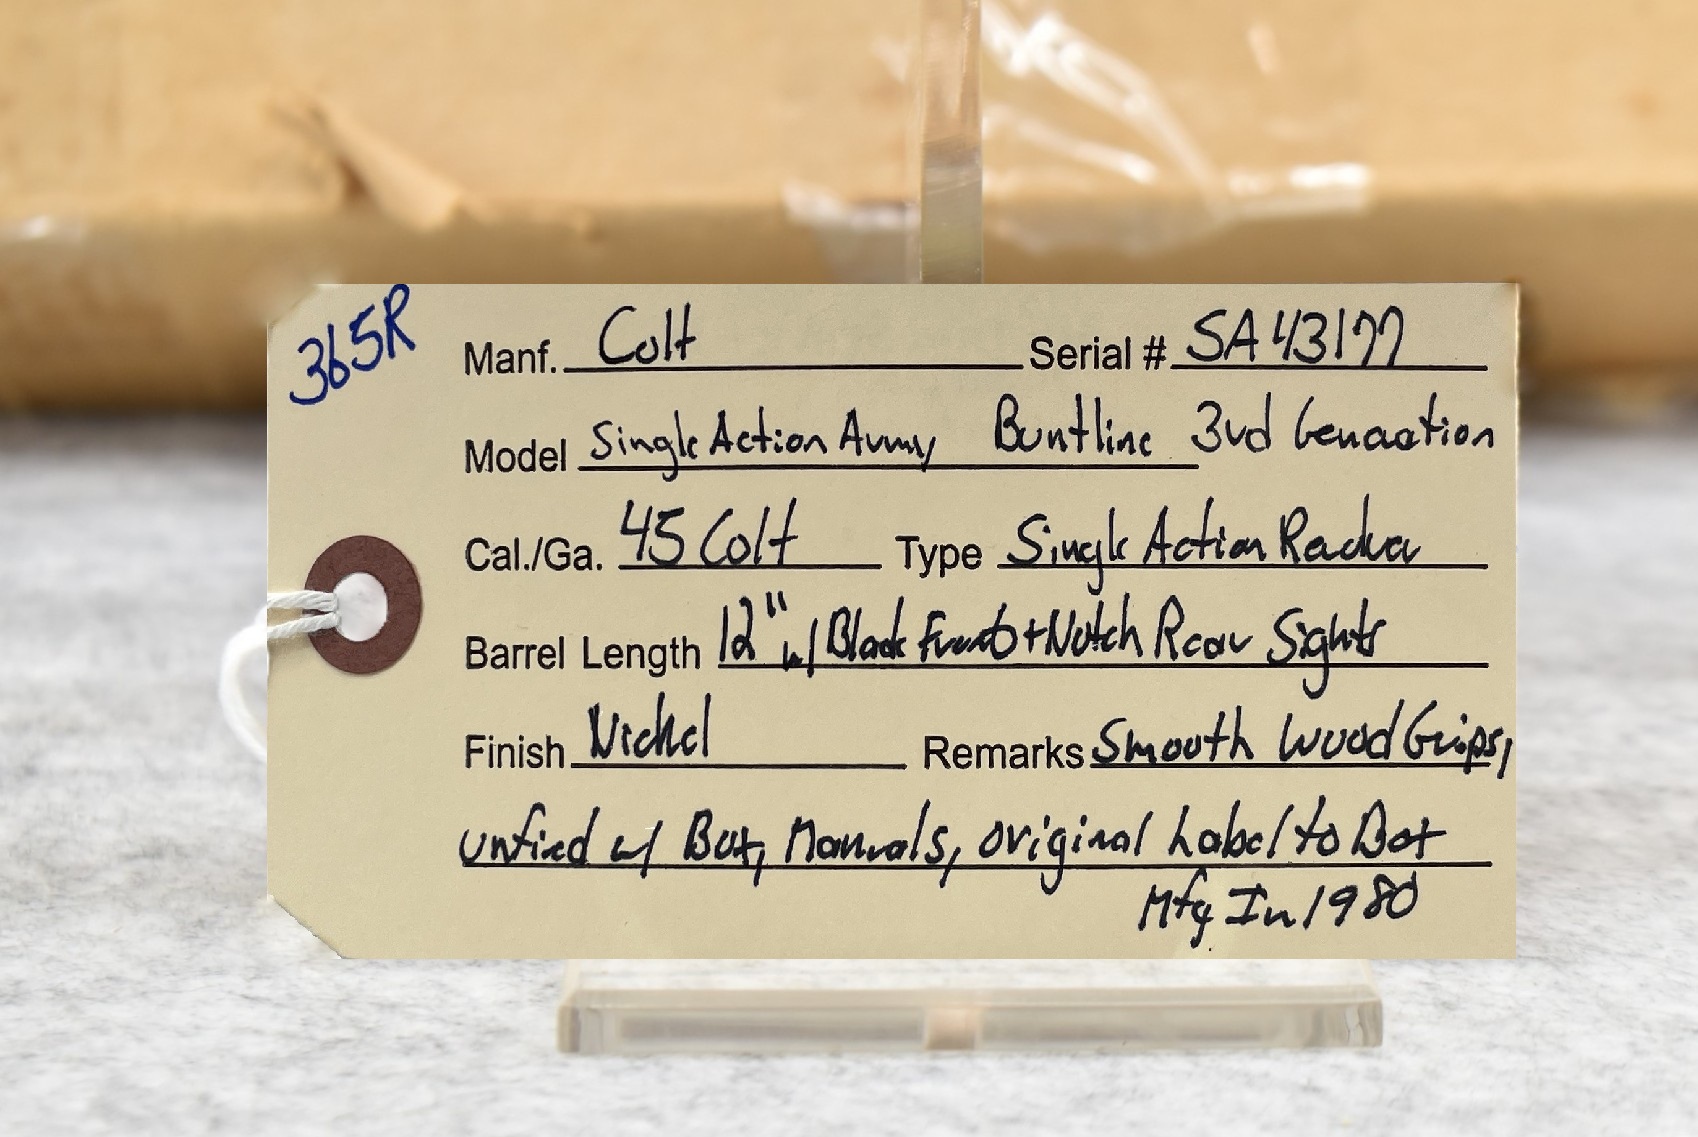 365R
Manf. Colt Serial # SA43177
Model Single Action Army Buntline 3rd Generation
Cal./Ga. 45 Colt Type Single Action Revolver
Barrel Length 12" w/ Blade Front + Notch Rear Sights
Finish Nickel Remarks Smooth Wood Grips,
unfired w/ Box, Manuals, original Label to Box
Mfg In 1980